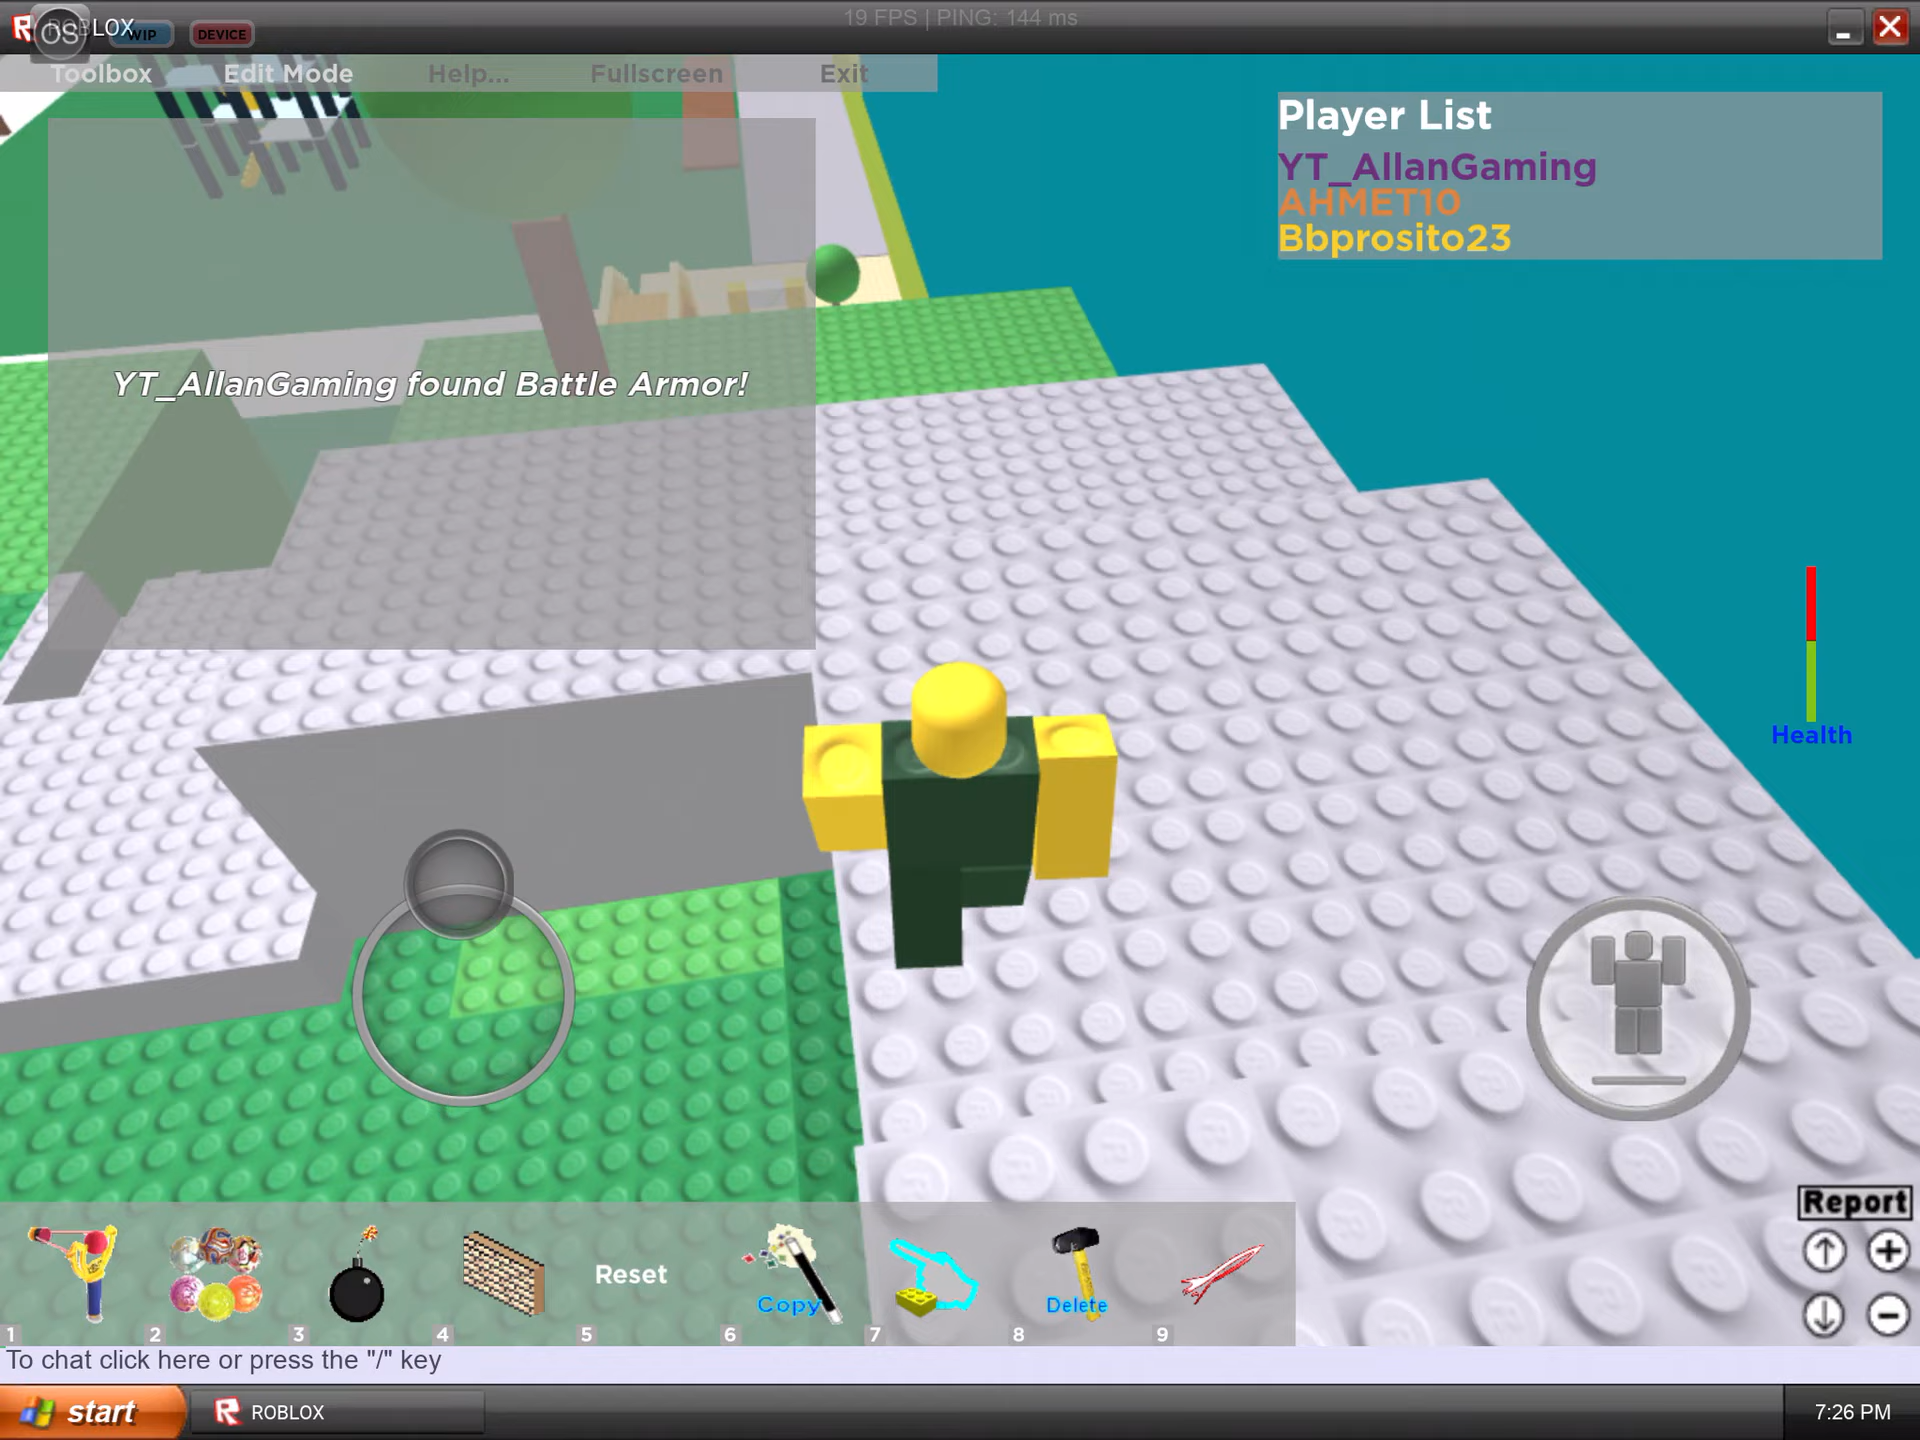 19 FPS | PING: 144 ms
ROBLOX
OS
WIP
DEVICE
Toolbox Edit Mode Help... Fullscreen Exit
Player List
YT_AllanGaming
AHMET10
Bbprosito23
YT_AllanGaming found Battle Armor!
Health
Report
Reset
Copy
Delete
1 2 3 4 5 6 7 8 9
To chat click here or press the "/" key
start
ROBLOX
7:26 PM